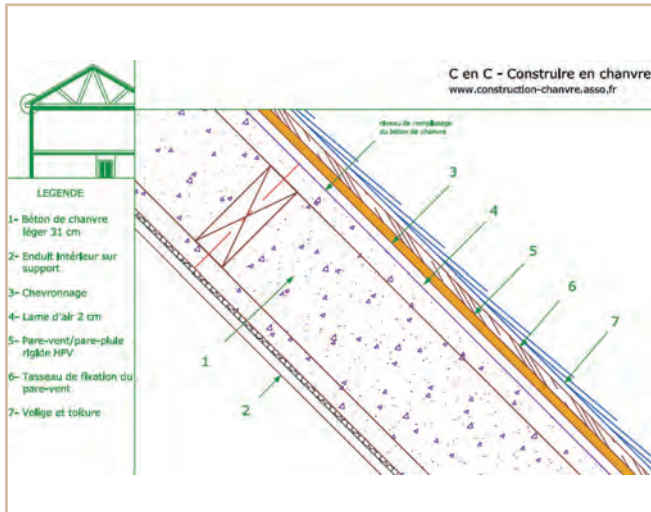 C en C - Construire en chanvre
www.construction-chanvre.asso.fr
niveau de remplissage
du béton de chanvre
LEGENDE
1- Béton de chanvre
léger 31 cm
2- Enduit intérieur sur
support
3- Chevronnage
4- Lame d'air 2 cm
5- Pare-vent/pare-pluie
rigide HPV
6- Tasseau de fixation du
pare-vent
7- Volige et toiture
3
4
5
6
7
1
2